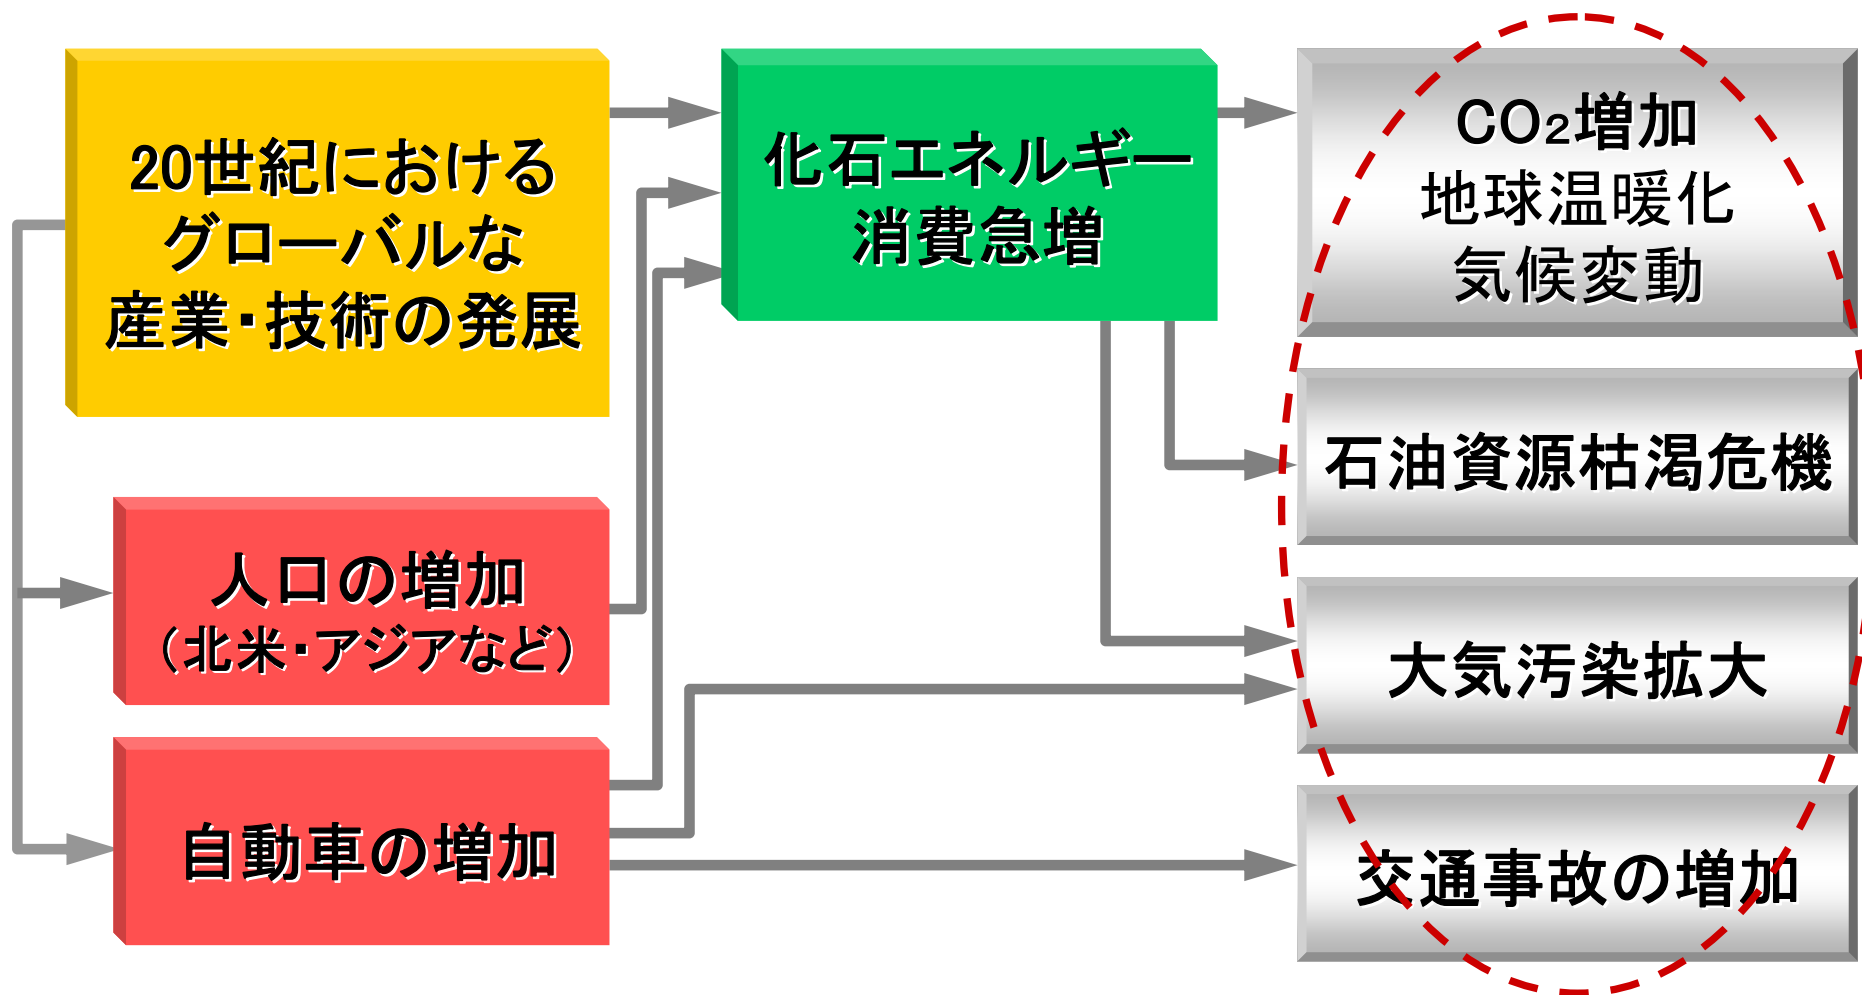 20世紀における
グローバルな
産業・技術の発展
人口の増加
（北米・アジアなど）
自動車の増加
化石エネルギー
消費急増
CO₂増加
地球温暖化
気候変動
石油資源枯渇危機
大気汚染拡大
交通事故の増加